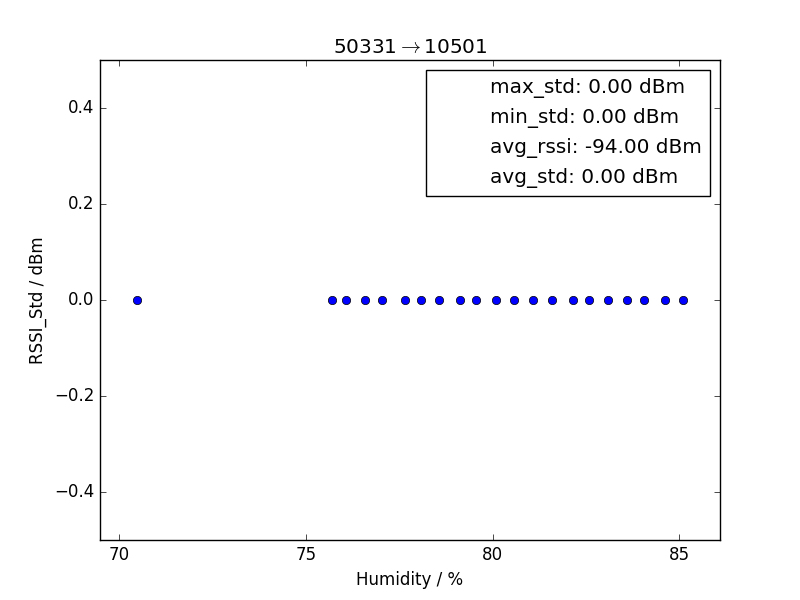 50331→10501
max_std: 0.00 dBm
min_std: 0.00 dBm
avg_rssi: -94.00 dBm
avg_std: 0.00 dBm
RSSI_Std / dBm
0.4
0.2
0.0
−0.2
−0.4
70 75 80 85
Humidity / %